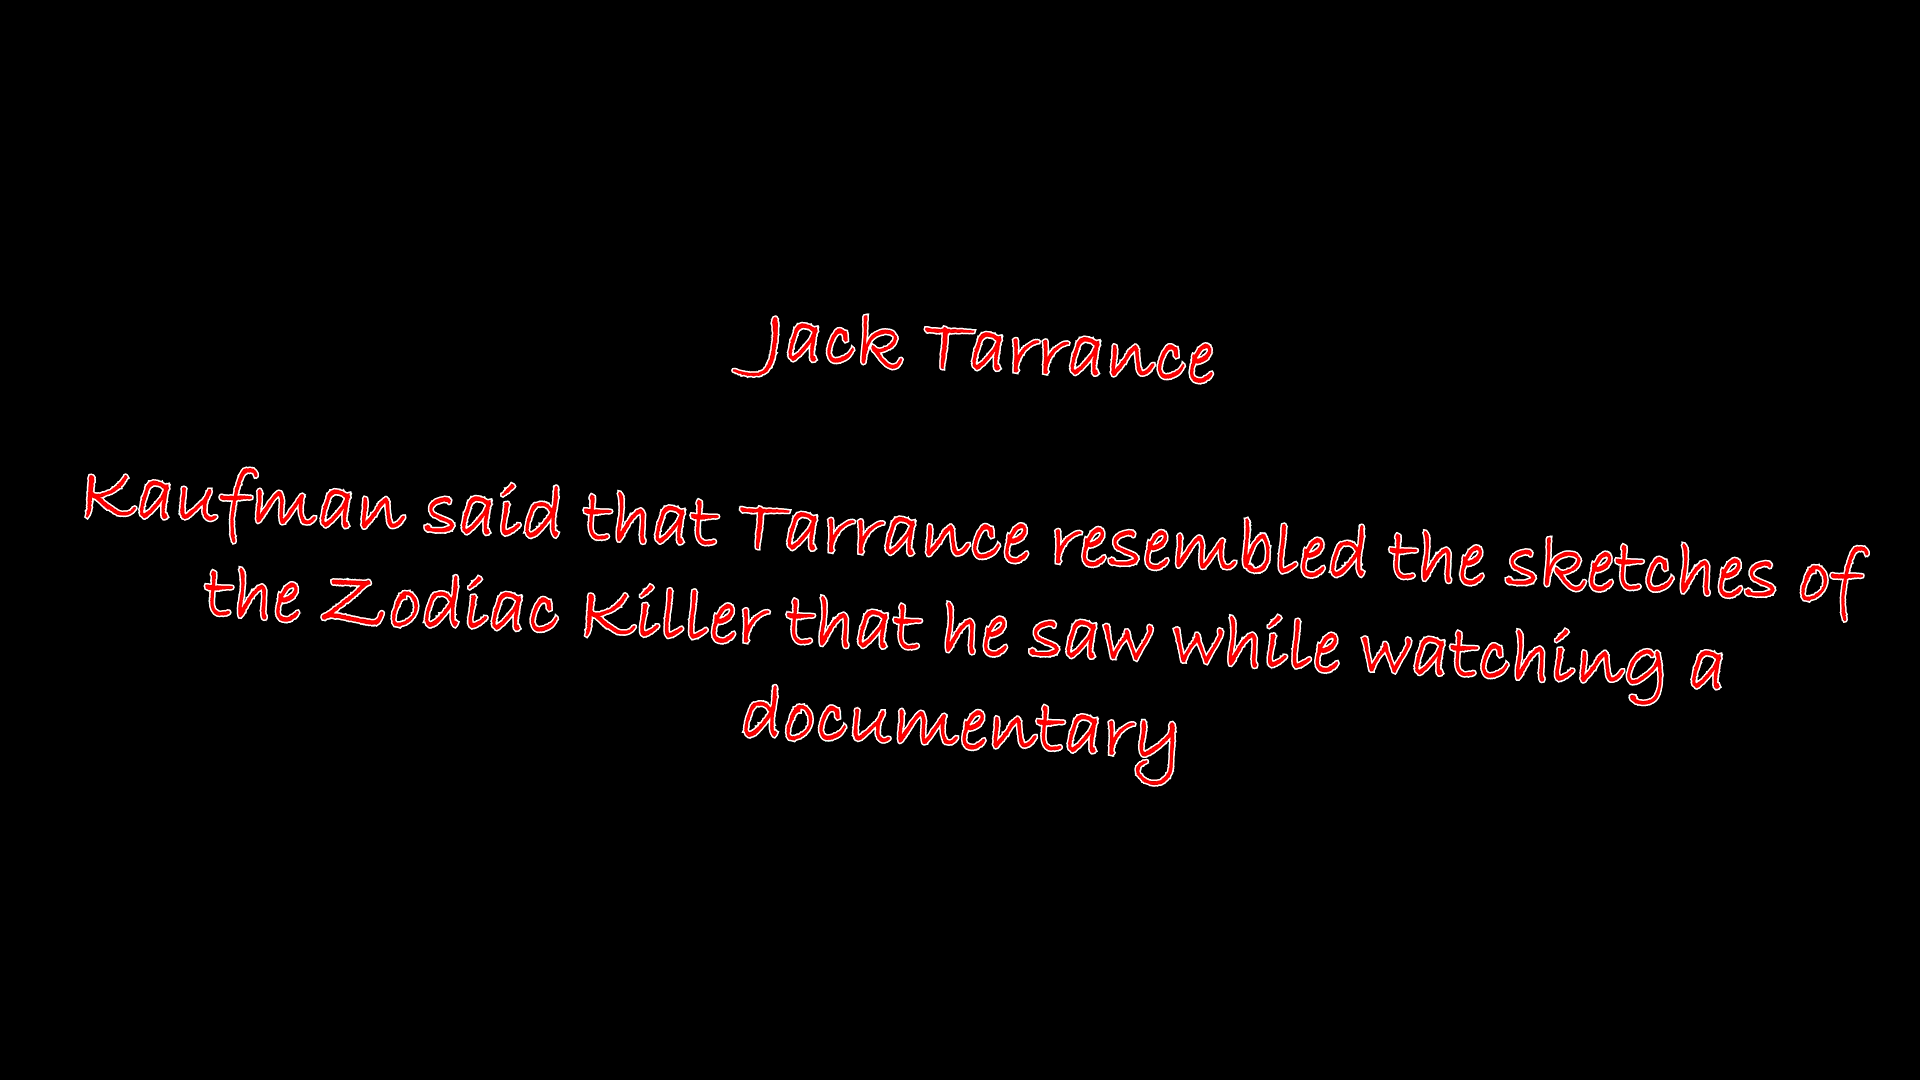 Jack Tarrance
Kaufman said that Tarrance resembled the sketches of
the Zodiac Killer that he saw while watching a
documentary